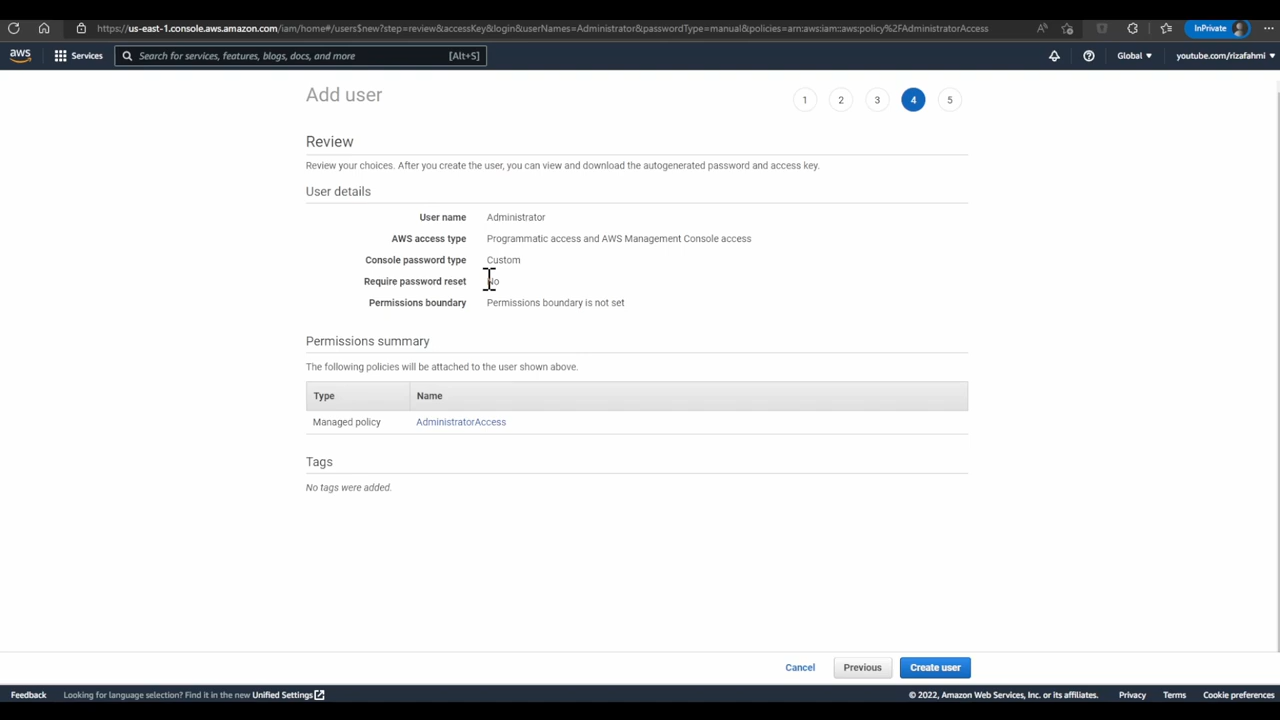 https://us-east-1.console.aws.amazon.com/iam/home#/users$new?step=review&accessKey&login&userNames=Administrator&passwordType=manual&policies=arn:aws:iam::aws:policy%2FAdministratorAccess
InPrivate
aws Services Search for services, features, blogs, docs, and more [Alt+S] Global youtube.com/rizafahmi
Add user 1 2 3 4 5
Review
Review your choices. After you create the user, you can view and download the autogenerated password and access key.
User details
User name Administrator
AWS access type Programmatic access and AWS Management Console access
Console password type Custom
Require password reset No
Permissions boundary Permissions boundary is not set
Permissions summary
The following policies will be attached to the user shown above.
Type Name
Managed policy AdministratorAccess
Tags
No tags were added.
Cancel Previous Create user
Feedback Looking for language selection? Find it in the new Unified Settings © 2022, Amazon Web Services, Inc. or its affiliates. Privacy Terms Cookie preferences